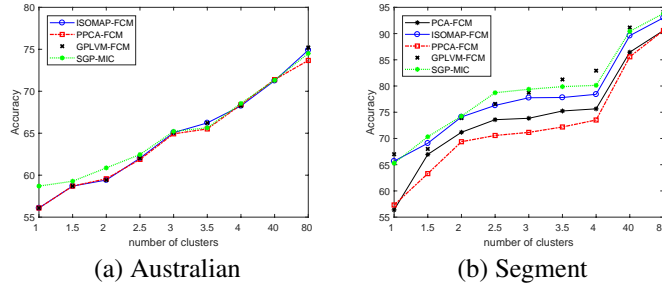 80
75
70
65
60
55
Accuracy
ISOMAP-FCM
PPCA-FCM
GPLVM-FCM
SGP-MIC
1 1.5 2 2.5 3 3.5 4 40 80
number of clusters
(a) Australian
95
90
85
80
75
70
65
60
55
Accuracy
PCA-FCM
ISOMAP-FCM
PPCA-FCM
GPLVM-FCM
SGP-MIC
1 1.5 2 2.5 3 3.5 4 40
number of clusters
(b) Segment